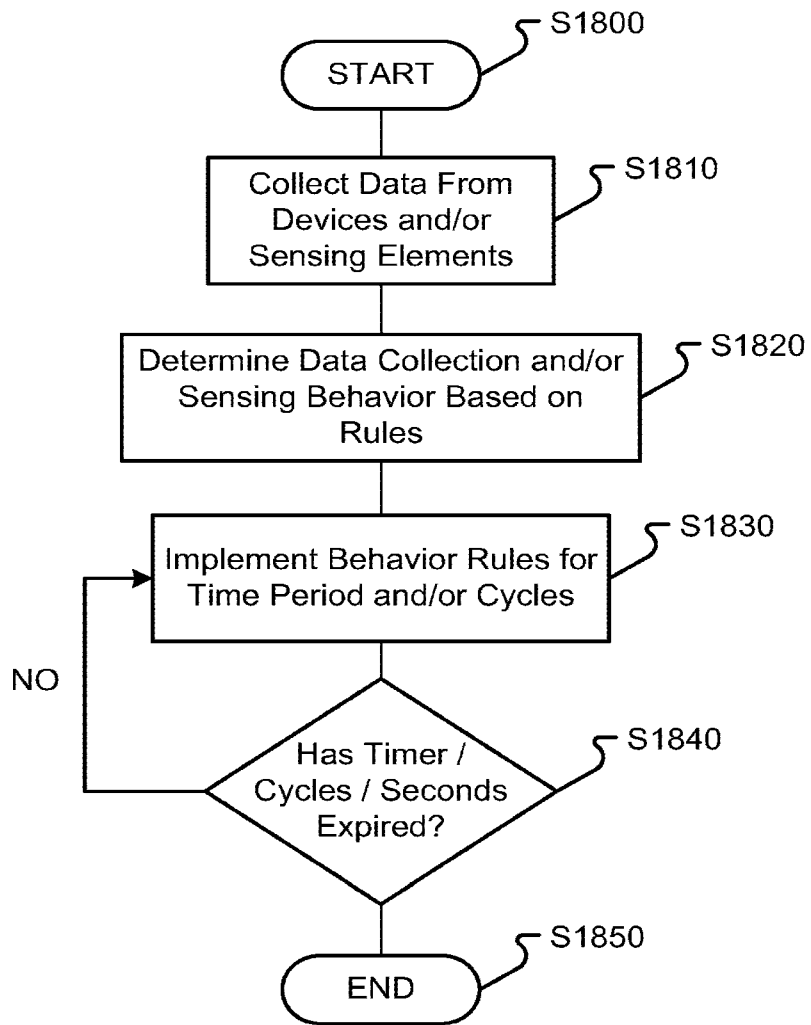 S1800
START
S1810
Collect Data From
Devices and/or
Sensing Elements
S1820
Determine Data Collection and/or
Sensing Behavior Based on
Rules
S1830
Implement Behavior Rules for
Time Period and/or Cycles
NO
S1840
Has Timer /
Cycles / Seconds
Expired?
S1850
END